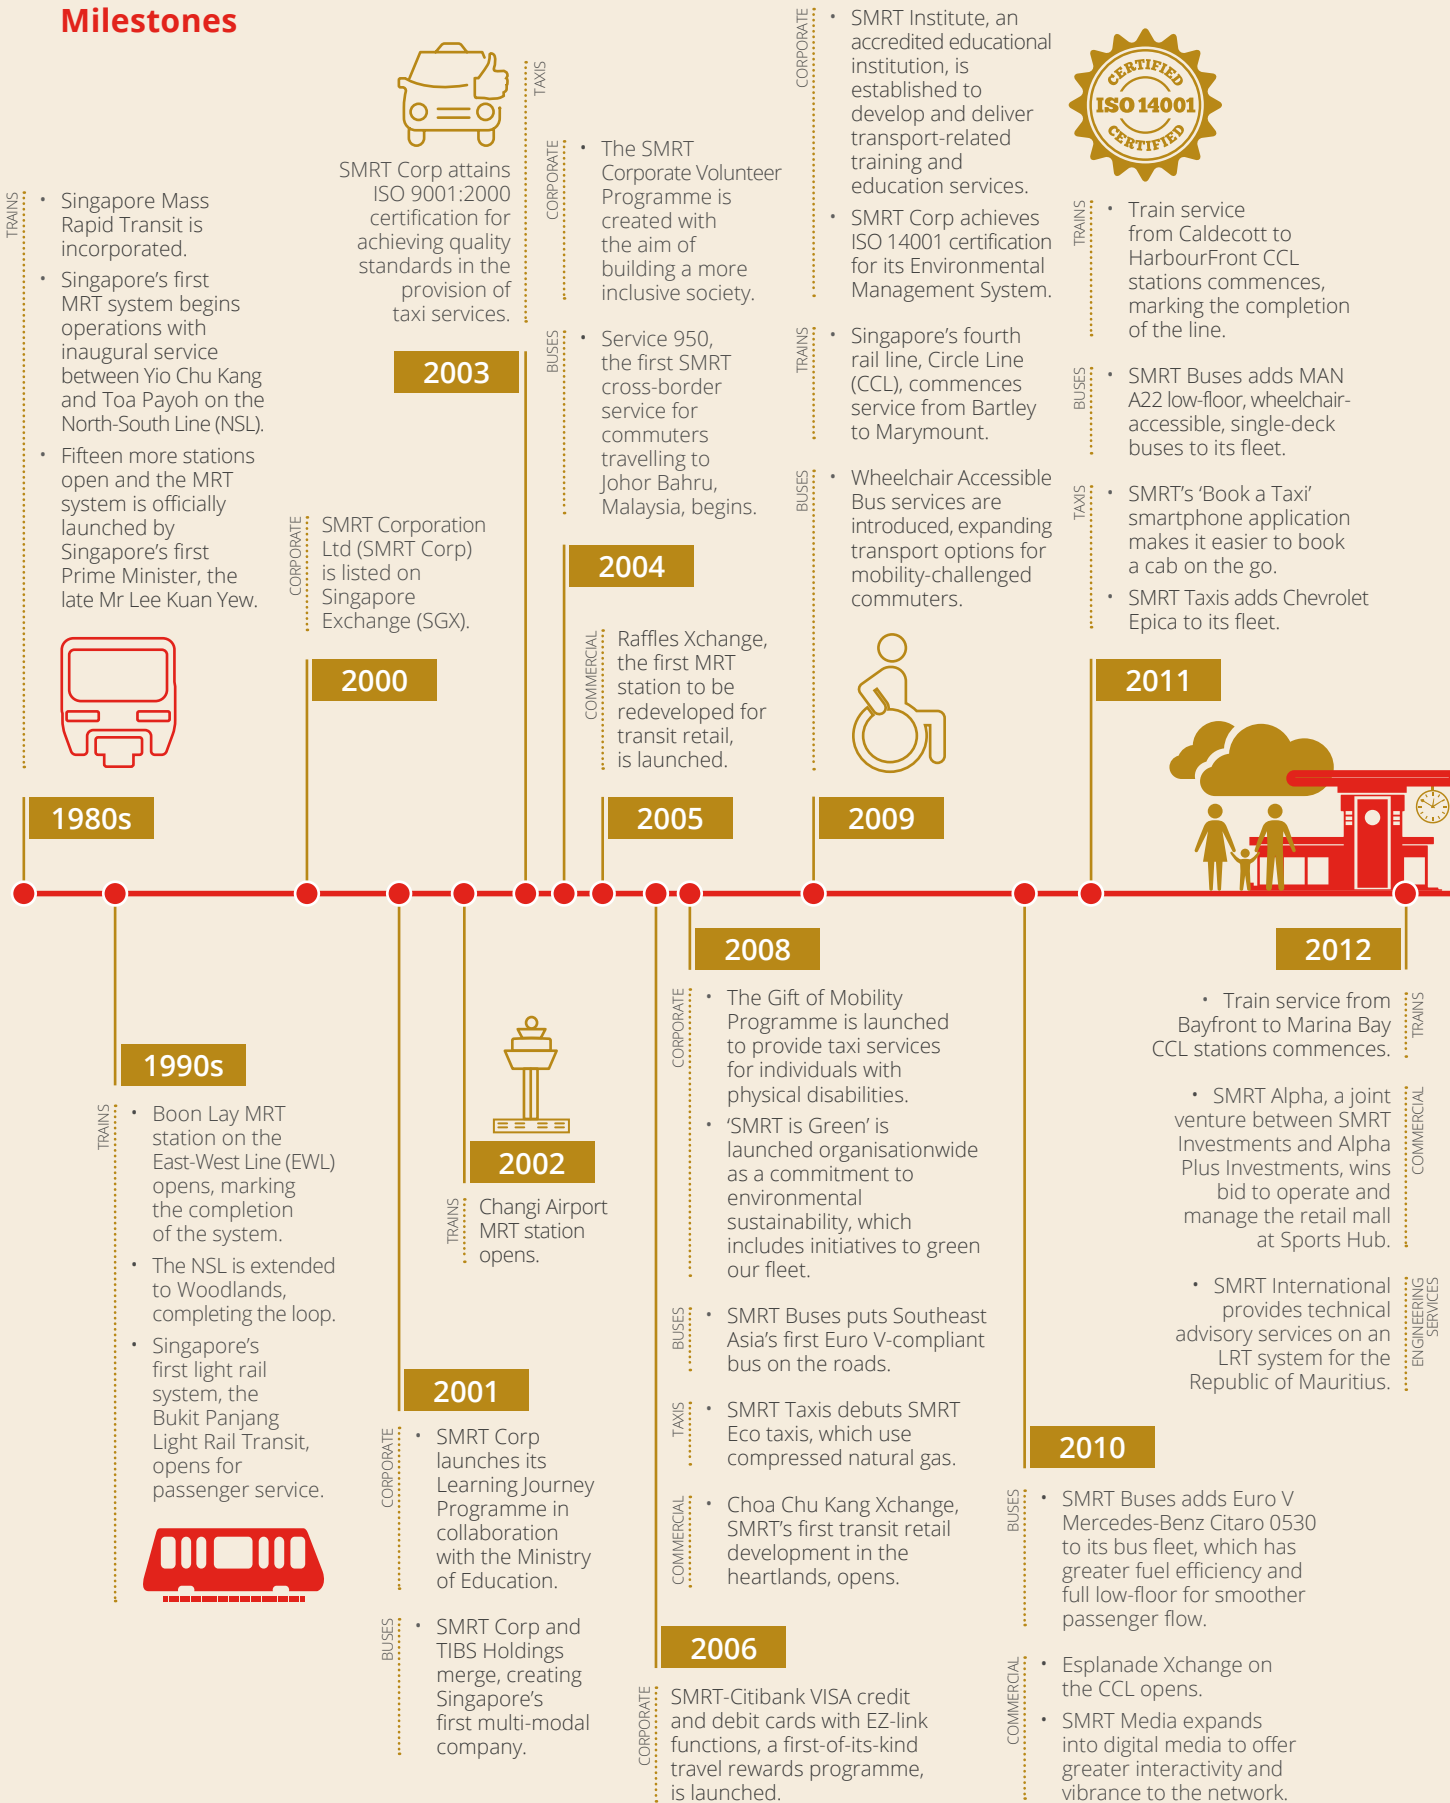 Milestones
TRAINS
• Singapore Mass
Rapid Transit is
incorporated.
• Singapore's first
MRT system begins
operations with
inaugural service
between Yio Chu Kang
and Toa Payoh on the
North-South Line (NSL).
• Fifteen more stations
open and the MRT
system is officially
launched by
Singapore's first
Prime Minister, the
late Mr Lee Kuan Yew.
1980s
1990s
TRAINS
• Boon Lay MRT
station on the
East-West Line (EWL)
opens, marking
the completion
of the system.
• The NSL is extended
to Woodlands,
completing the loop.
• Singapore's
first light rail
system, the
Bukit Panjang
Light Rail Transit,
opens for
passenger service.
CORPORATE
SMRT Corporation
Ltd (SMRT Corp)
is listed on
Singapore
Exchange (SGX).
2000
2001
CORPORATE
• SMRT Corp
launches its
Learning Journey
Programme in
collaboration
with the Ministry
of Education.
BUSES
• SMRT Corp and
TIBS Holdings
merge, creating
Singapore's
first multi-modal
company.
2002
TRAINS
Changi Airport
MRT station
opens.
TAXIS
SMRT Corp attains
ISO 9001:2000
certification for
achieving quality
standards in the
provision of
taxi services.
2003
CORPORATE
• The SMRT
Corporate Volunteer
Programme is
created with
the aim of
building a more
inclusive society.
BUSES
• Service 950,
the first SMRT
cross-border
service for
commuters
travelling to
Johor Bahru,
Malaysia, begins.
2004
COMMERCIAL
Raffles Xchange,
the first MRT
station to be
redeveloped for
transit retail,
is launched.
2005
2006
CORPORATE
SMRT-Citibank VISA credit
and debit cards with EZ-link
functions, a first-of-its-kind
travel rewards programme,
is launched.
2008
CORPORATE
• The Gift of Mobility
Programme is launched
to provide taxi services
for individuals with
physical disabilities.
• 'SMRT is Green' is
launched organisationwide
as a commitment to
environmental
sustainability, which
includes initiatives to green
our fleet.
BUSES
• SMRT Buses puts Southeast
Asia's first Euro V-compliant
bus on the roads.
TAXIS
• SMRT Taxis debuts SMRT
Eco taxis, which use
compressed natural gas.
COMMERCIAL
• Choa Chu Kang Xchange,
SMRT's first transit retail
development in the
heartlands, opens.
CORPORATE
• SMRT Institute, an
accredited educational
institution, is
established to
develop and deliver
transport-related
training and
education services.
• SMRT Corp achieves
ISO 14001 certification
for its Environmental
Management System.
TRAINS
• Singapore's fourth
rail line, Circle Line
(CCL), commences
service from Bartley
to Marymount.
BUSES
• Wheelchair Accessible
Bus services are
introduced, expanding
transport options for
mobility-challenged
commuters.
2009
2010
BUSES
• SMRT Buses adds Euro V
Mercedes-Benz Citaro 0530
to its bus fleet, which has
greater fuel efficiency and
full low-floor for smoother
passenger flow.
COMMERCIAL
• Esplanade Xchange on
the CCL opens.
• SMRT Media expands
into digital media to offer
greater interactivity and
vibrance to the network.
CERTIFIED
ISO 14001
CERTIFIED
TRAINS
• Train service
from Caldecott to
HarbourFront CCL
stations commences,
marking the completion
of the line.
BUSES
• SMRT Buses adds MAN
A22 low-floor, wheelchair-
accessible, single-deck
buses to its fleet.
TAXIS
• SMRT's 'Book a Taxi'
smartphone application
makes it easier to book
a cab on the go.
• SMRT Taxis adds Chevrolet
Epica to its fleet.
2011
2012
TRAINS
• Train service from
Bayfront to Marina Bay
CCL stations commences.
COMMERCIAL
• SMRT Alpha, a joint
venture between SMRT
Investments and Alpha
Plus Investments, wins
bid to operate and
manage the retail mall
at Sports Hub.
ENGINEERING
SERVICES
• SMRT International
provides technical
advisory services on an
LRT system for the
Republic of Mauritius.